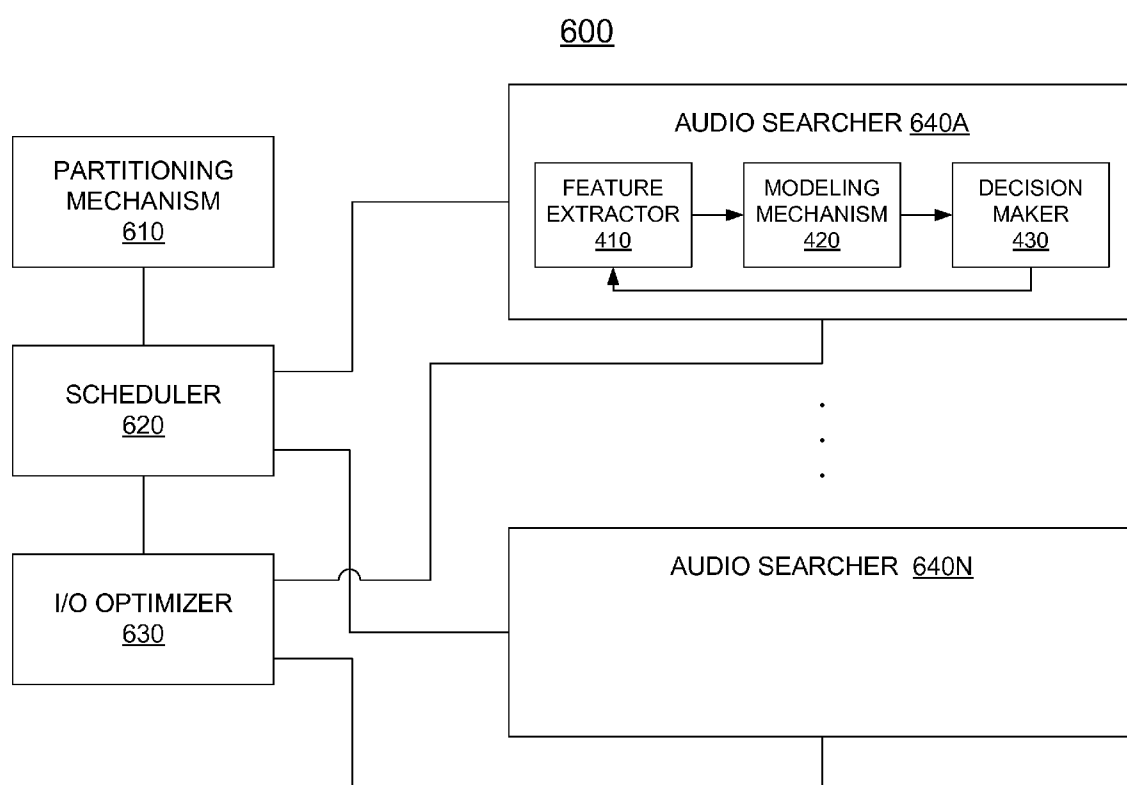 600
PARTITIONING
MECHANISM
610
SCHEDULER
620
I/O OPTIMIZER
630
AUDIO SEARCHER 640A
FEATURE
EXTRACTOR
410
MODELING
MECHANISM
420
DECISION
MAKER
430
AUDIO SEARCHER 640N